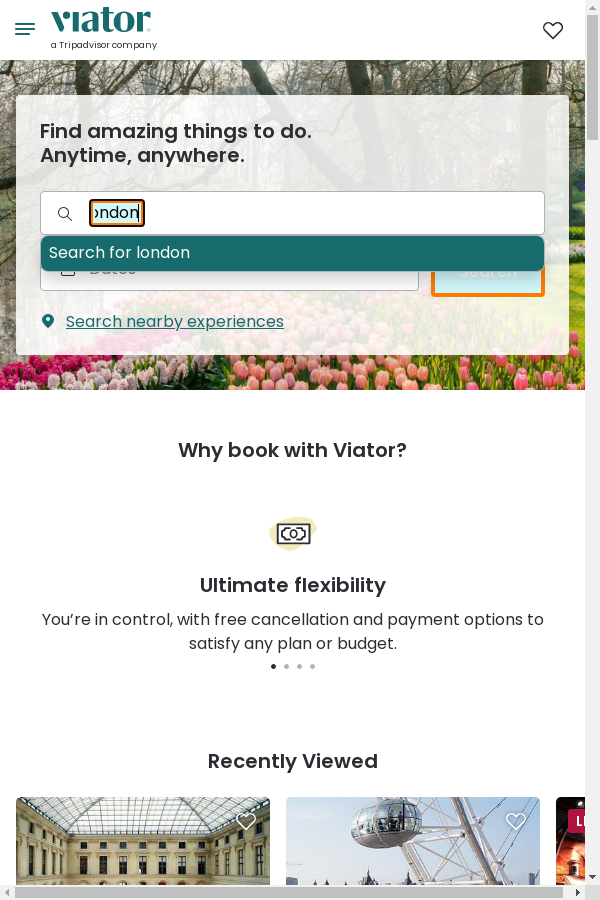 viator
a Tripadvisor company
Find amazing things to do.
Anytime, anywhere.
ondon
Search for london
Dates
Search
Search nearby experiences
Why book with Viator?
Ultimate flexibility
You're in control, with free cancellation and payment options to
satisfy any plan or budget.
Recently Viewed